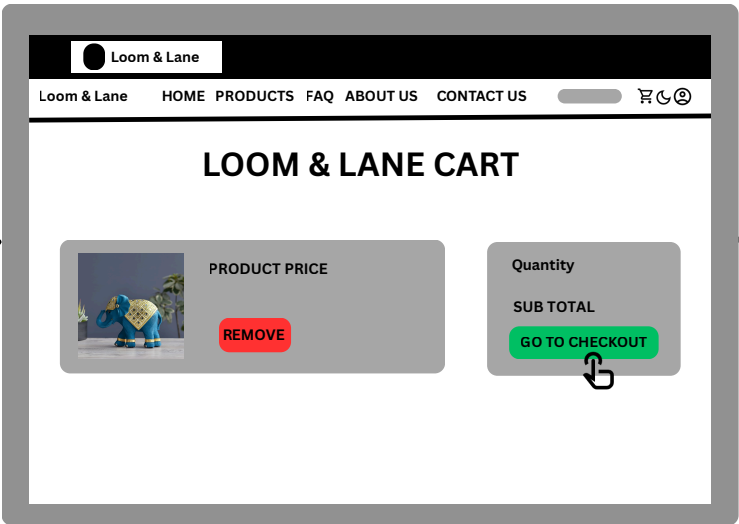 Loom & Lane
Loom & Lane HOME PRODUCTS FAQ ABOUT US CONTACT US
LOOM & LANE CART
PRODUCT PRICE
REMOVE
Quantity
SUB TOTAL
GO TO CHECKOUT